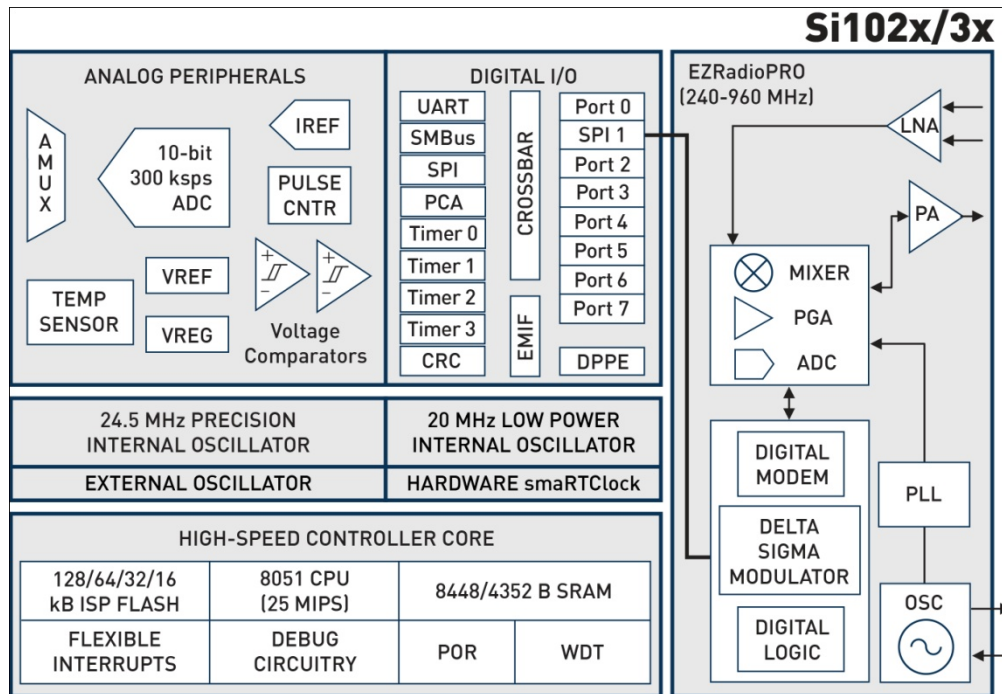 Si102x/3x
ANALOG PERIPHERALS
AMUX
10-bit
300 ksps
ADC
IREF
PULSE
CNTR
TEMP
SENSOR
VREF
VREG
+
-
+
-
Voltage
Comparators
DIGITAL I/O
UART
SMBus
SPI
PCA
Timer 0
Timer 1
Timer 2
Timer 3
CRC
CROSSBAR
EMIF
Port 0
SPI 1
Port 2
Port 3
Port 4
Port 5
Port 6
Port 7
DPPE
EZRadioPRO
(240-960 MHz)
LNA
PA
MIXER
PGA
ADC
DIGITAL
MODEM
DELTA
SIGMA
MODULATOR
DIGITAL
LOGIC
PLL
OSC
24.5 MHz PRECISION
INTERNAL OSCILLATOR
20 MHz LOW POWER
INTERNAL OSCILLATOR
EXTERNAL OSCILLATOR
HARDWARE smaRTClock
HIGH-SPEED CONTROLLER CORE
128/64/32/16
kB ISP FLASH
8051 CPU
(25 MIPS)
8448/4352 B SRAM
FLEXIBLE
INTERRUPTS
DEBUG
CIRCUITRY
POR
WDT